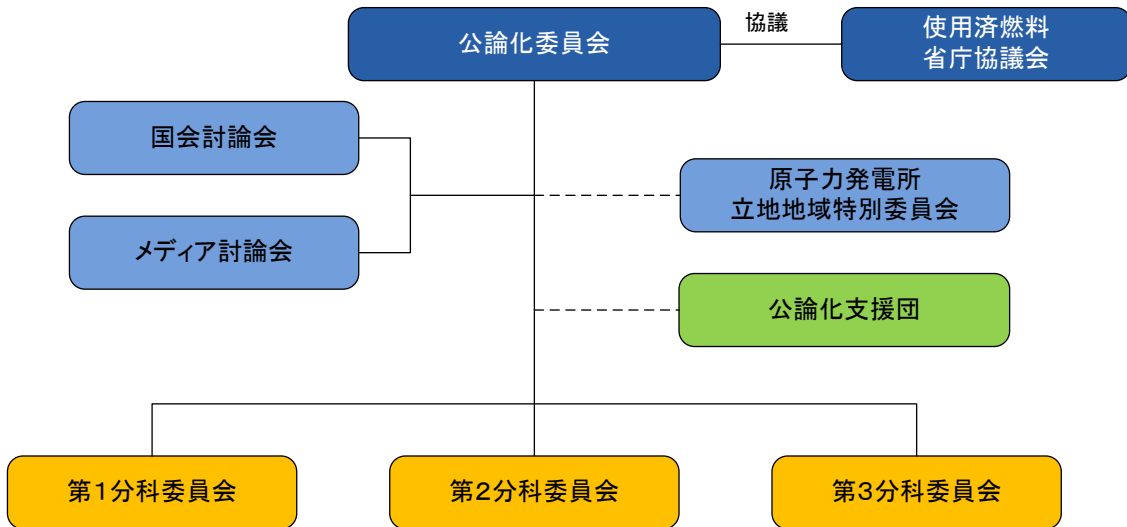 公論化委員会
協議
使用済燃料
省庁協議会
国会討論会
原子力発電所
立地地域特別委員会
メディア討論会
公論化支援団
第１分科委員会
第２分科委員会
第３分科委員会